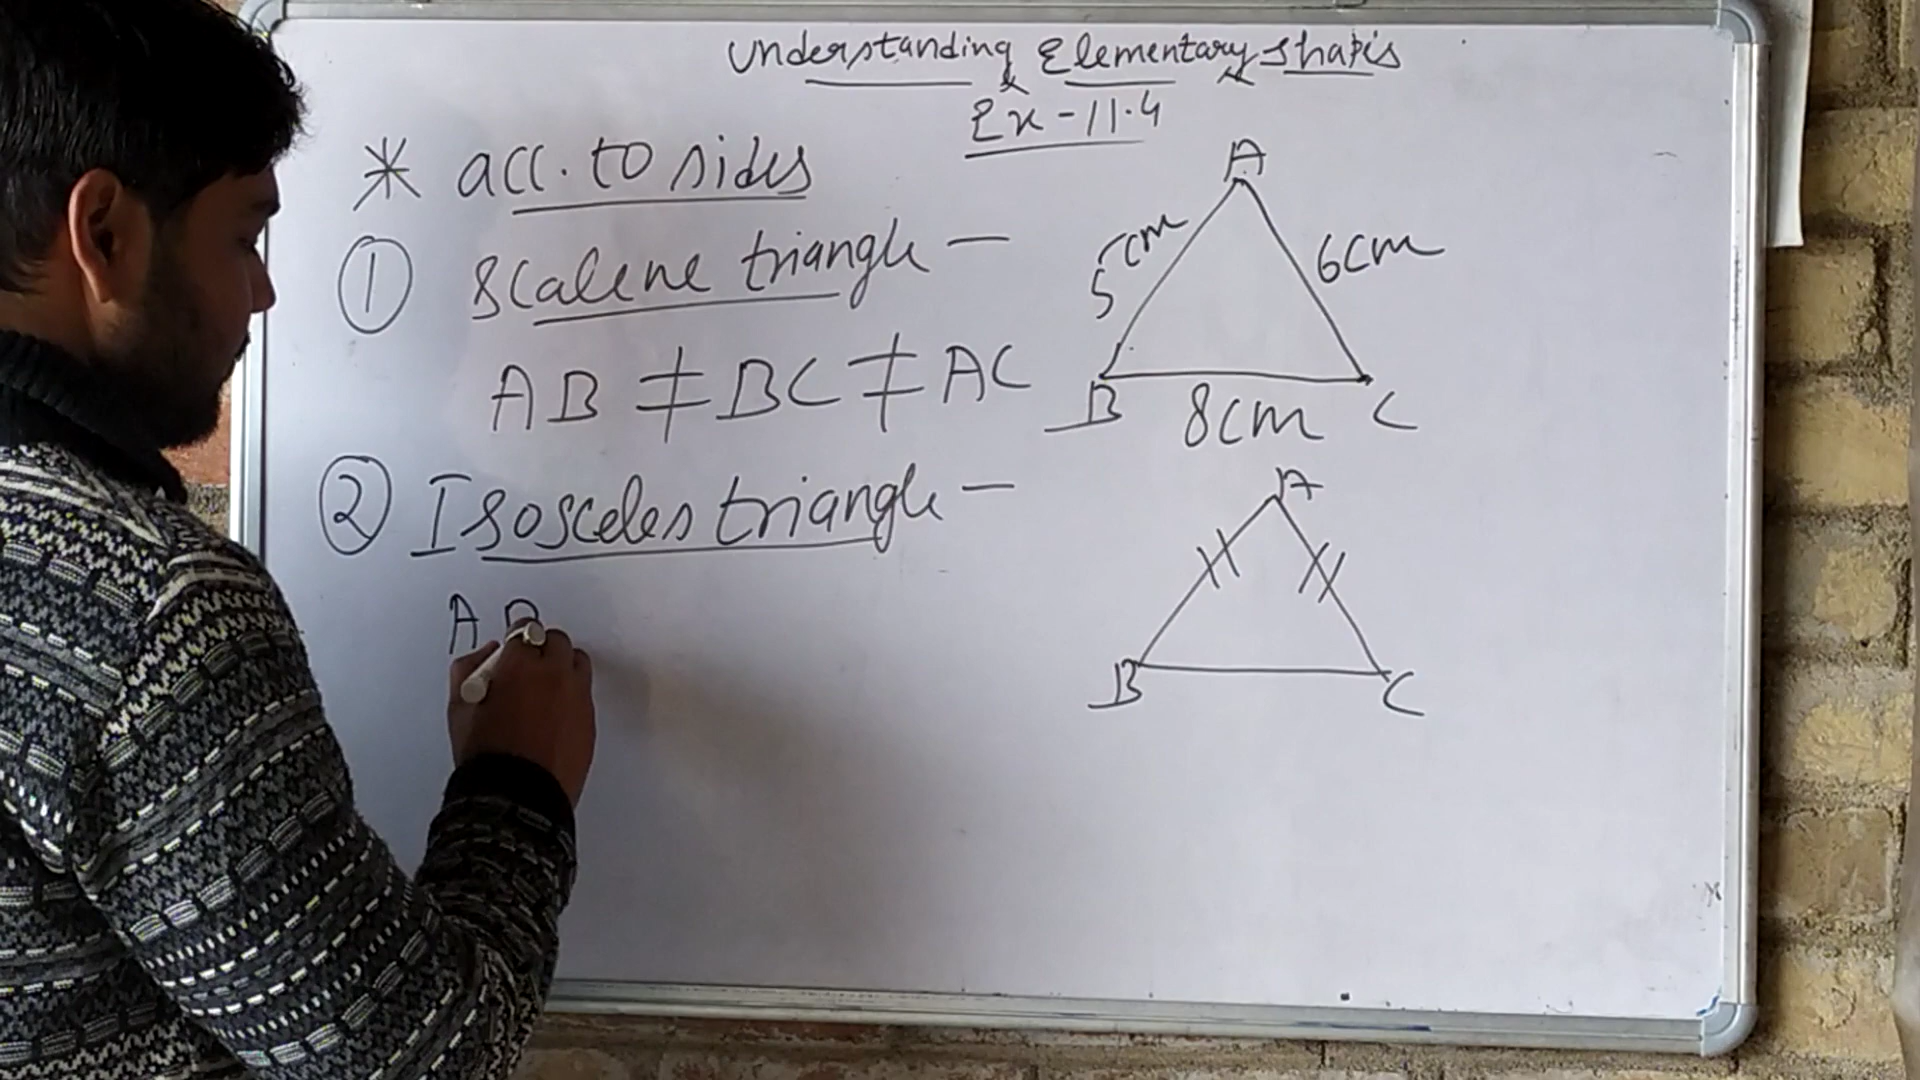 Understanding Elementary Shapes
Ex - 11.4
* acc. to sides
① Scalene triangle —
AB ≠ BC ≠ AC
A
5cm
6cm
B
8cm
C
② Isosceles triangle —
A
B
C
A B